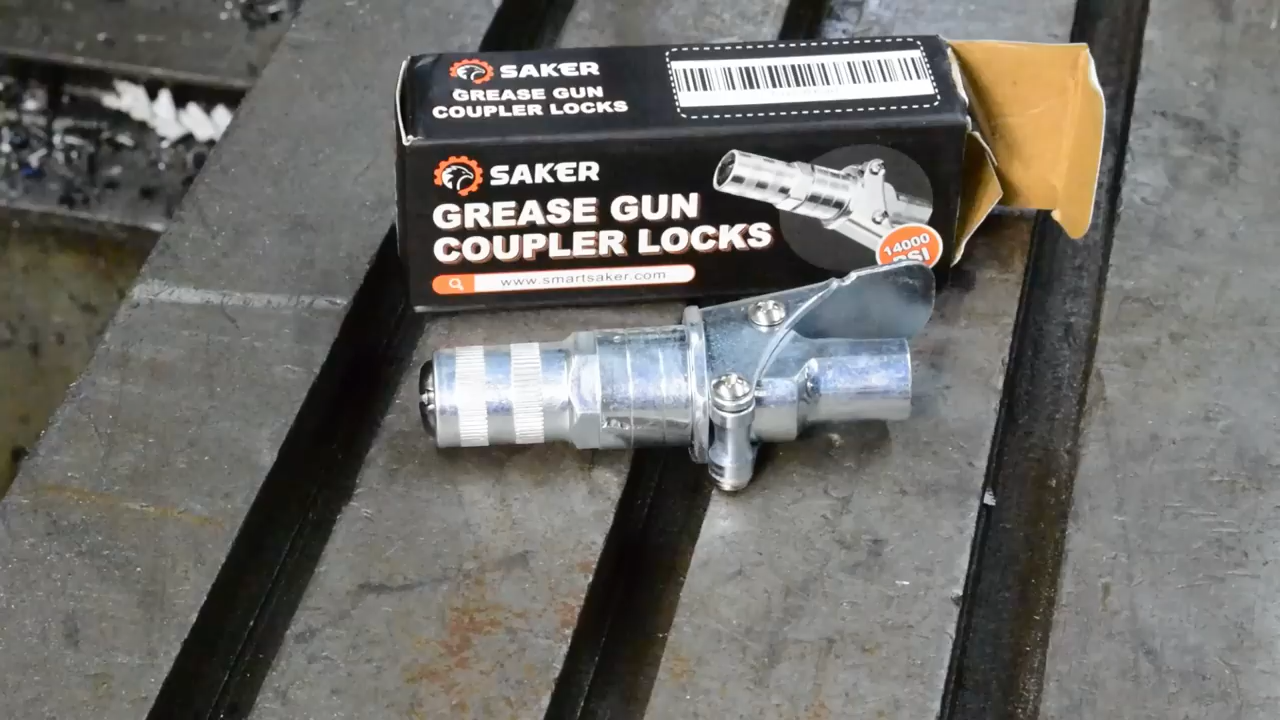 SAKER
GREASE GUN
COUPLER LOCKS
SAKER
GREASE GUN
COUPLER LOCKS
www.smartsaker.com
14000
PSI